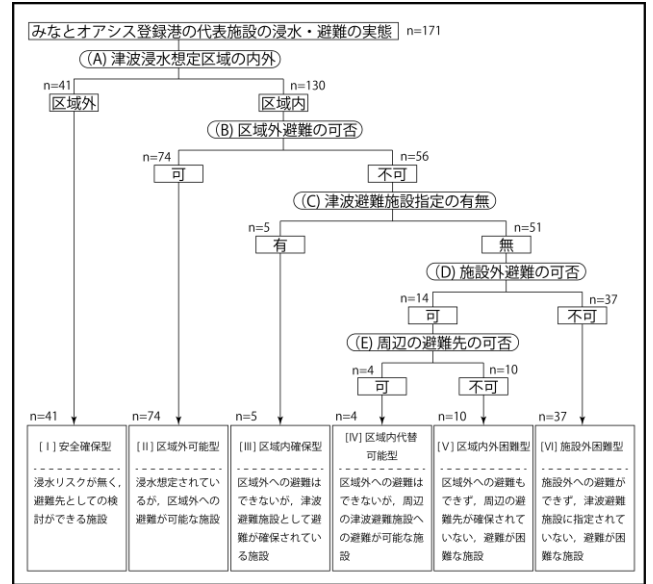 みなとオアシス登録港の代表施設の浸水・避難の実態 n=171
(A) 津波浸水想定区域の内外
n=41 n=130
区域外 区域内
(B) 区域外避難の可否
n=74 n=56
可 不可
(C) 津波避難施設指定の有無
n=5 n=51
有 無
(D) 施設外避難の可否
n=14 n=37
可 不可
(E) 周辺の避難先の可否
n=4 n=10
可 不可
n=41 n=74 n=5 n=4 n=10 n=37
[Ⅰ] 安全確保型
浸水リスクが無く，
避難先としての検
討ができる施設
[Ⅱ] 区域外可能型
浸水想定されてい
るが，区域外への
避難が可能な施設
[Ⅲ] 区域内確保型
区域外への避難は
できないが，津波
避難施設として避
難が確保されてい
る施設
[Ⅳ] 区域内代替
可能型
区域外への避難は
できないが，周辺
の津波避難施設へ
の避難が可能な施
設
[Ⅴ] 区域内外困難型
区域外への避難も
できず，周辺の避
難先が確保されて
いない，避難が困
難な施設
[Ⅵ] 施設外困難型
施設外への避難が
できず，津波避難
施設に指定されて
いない，避難が困
難な施設